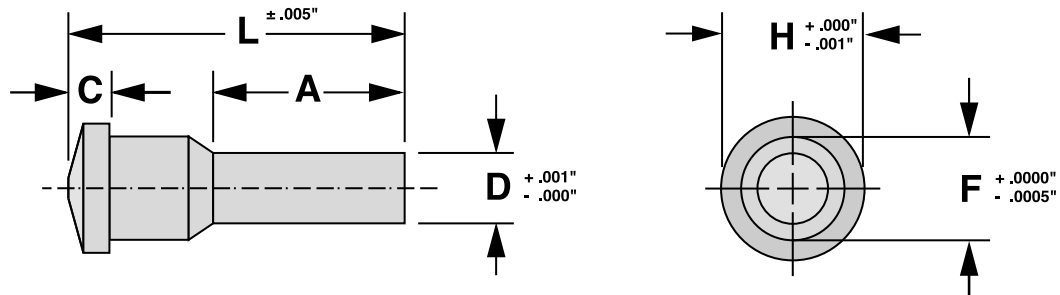 L ±.005"
C
A
D +.001"
-.000"
H +.000"
-.001"
F +.0000"
-.0005"